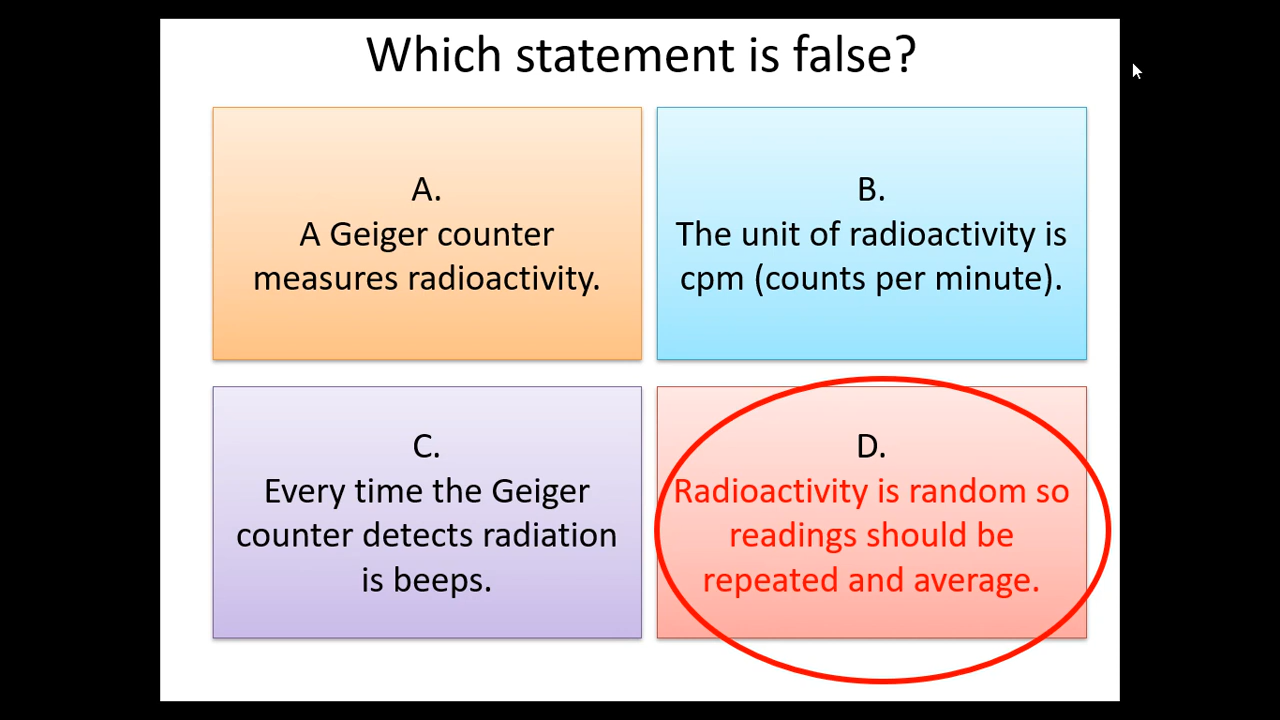 Which statement is false?
A.
A Geiger counter
measures radioactivity.
B.
The unit of radioactivity is
cpm (counts per minute).
C.
Every time the Geiger
counter detects radiation
is beeps.
D.
Radioactivity is random so
readings should be
repeated and average.